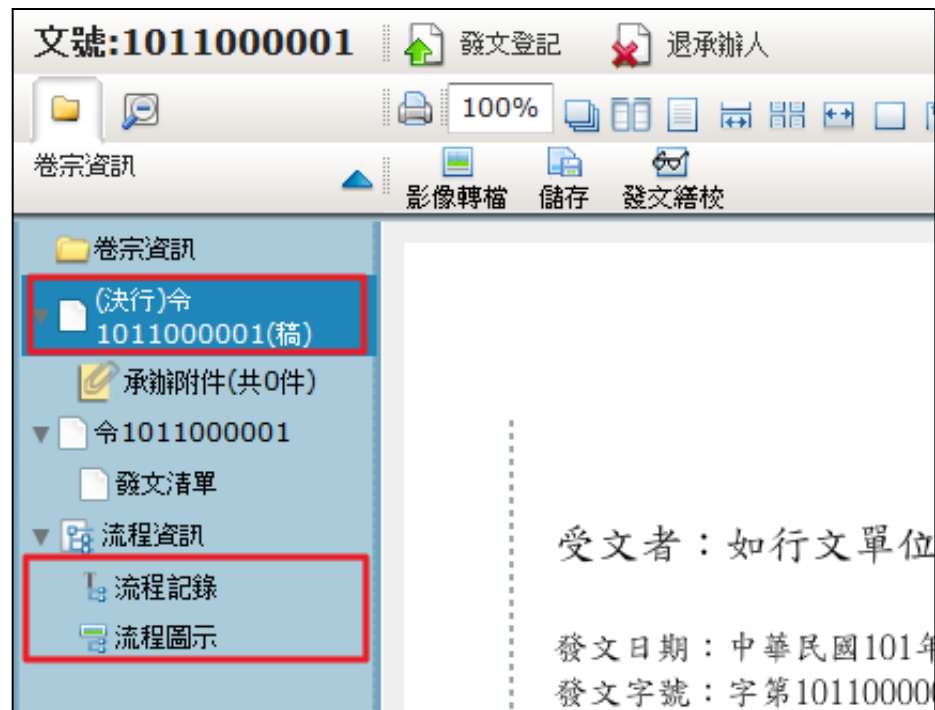 文號:1011000001 發文登記 退承辦人
100%
卷宗資訊
影像轉檔 儲存 發文繕校
卷宗資訊
(決行)令
1011000001(稿)
承辦附件(共0件)
令1011000001
發文清單
流程資訊
流程記錄
流程圖示
受文者：如行文單位
發文日期：中華民國101年
發文字號：字第101100000